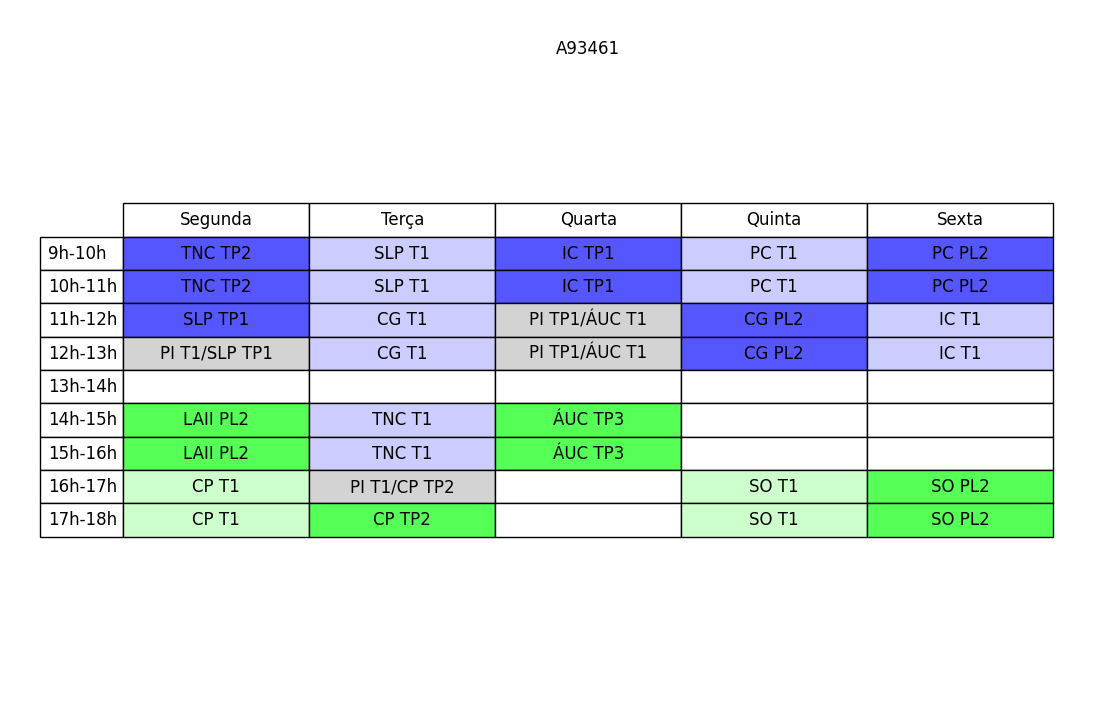 A93461
Segunda Terça Quarta Quinta Sexta
9h-10h TNC TP2 SLP T1 IC TP1 PC T1 PC PL2
10h-11h TNC TP2 SLP T1 IC TP1 PC T1 PC PL2
11h-12h SLP TP1 CG T1 PI TP1/ÁUC T1 CG PL2 IC T1
12h-13h PI T1/SLP TP1 CG T1 PI TP1/ÁUC T1 CG PL2 IC T1
13h-14h
14h-15h LAII PL2 TNC T1 ÁUC TP3
15h-16h LAII PL2 TNC T1 ÁUC TP3
16h-17h CP T1 PI T1/CP TP2 SO T1 SO PL2
17h-18h CP T1 CP TP2 SO T1 SO PL2